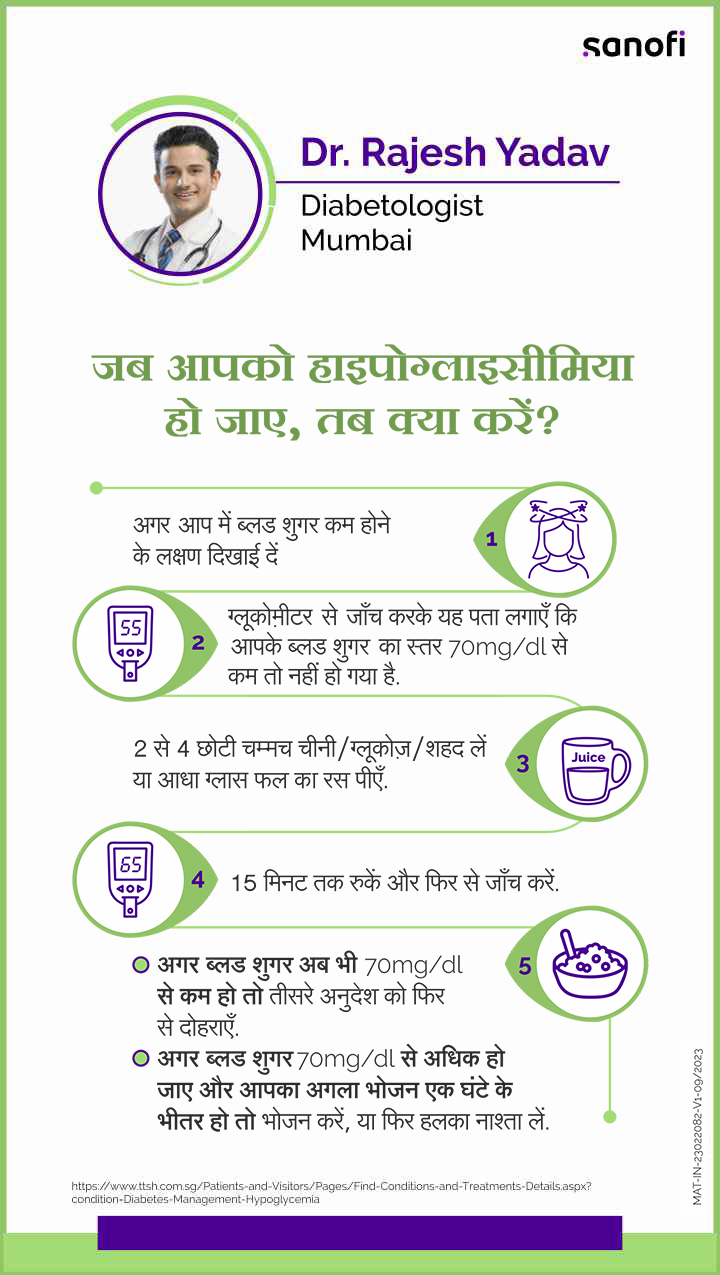 sanofi
Dr. Rajesh Yadav
Diabetologist
Mumbai
जब आपको हाइपोग्लाइसीमिया
हो जाए, तब क्या करें?
अगर आप में ब्लड शुगर कम होने
के लक्षण दिखाई दें
1
55
2
ग्लूकोम़ीटर से जाँच करके यह पता लगाएँ कि
आपके ब्लड शुगर का स्तर 70mg/dl से
कम तो नहीं हो गया है.
2 से 4 छोटी चम्मच चीनी/ग्लूकोज़/शहद लें
या आधा ग्लास फल का रस पीएँ.
3
Juice
65
4
15 मिनट तक रुकें और फिर से जाँच करें.
5
अगर ब्लड शुगर अब भी 70mg/dl
से कम हो तो तीसरे अनुदेश को फिर
से दोहराएँ.
अगर ब्लड शुगर 70mg/dl से अधिक हो
जाए और आपका अगला भोजन एक घंटे के
भीतर हो तो भोजन करें, या फिर हलका नाश्ता लें.
MAT-IN-23022082-V1-09/2023
https://www.ttsh.com.sg/Patients-and-Visitors/Pages/Find-Conditions-and-Treatments-Details.aspx?
condition=Diabetes-Management-Hypoglycemia